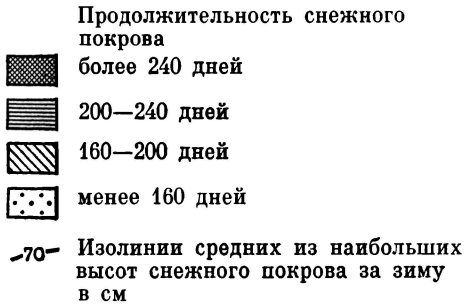 Продолжительность снежного
покрова
более 240 дней
200—240 дней
160—200 дней
менее 160 дней
-70- Изолинии средних из наибольших
высот снежного покрова за зиму
в см